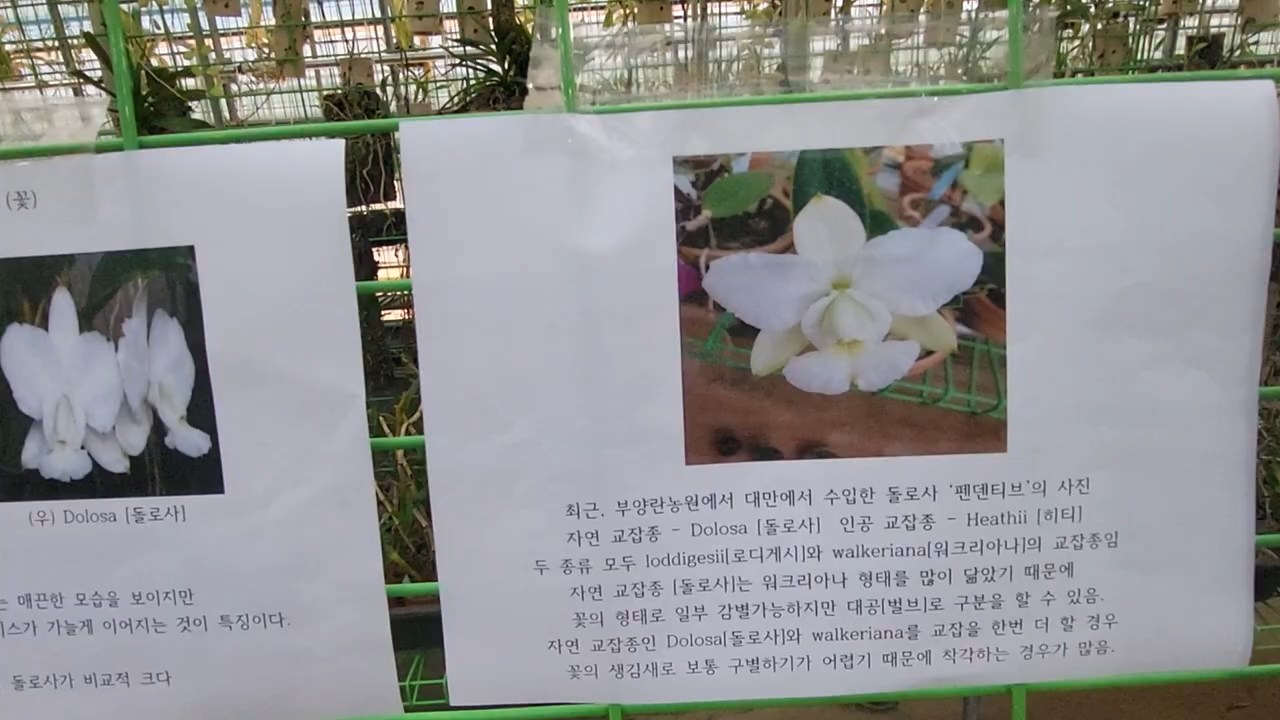 (꽃)
(우) Dolosa [돌로사]
는 매끈한 모습을 보이지만
이스가 가늘게 이어지는 것이 특징이다.
돌로사가 비교적 크다
최근, 부양란농원에서 대만에서 수입한 돌로사 '펜덴티브'의 사진
자연 교잡종 - Dolosa [돌로사] 인공 교잡종 - Heathii [히티]
두 종류 모두 loddigesii[로디게시]와 walkeriana[워크리아나]의 교잡종임
자연 교잡종 [돌로사]는 워크리아나 형태를 많이 닮았기 때문에
꽃의 형태로 일부 감별가능하지만 대공[벌브]로 구분을 할 수 있음.
자연 교잡종인 Dolosa[돌로사]와 walkeriana를 교잡을 한번 더 할 경우
꽃의 생김새로 보통 구별하기가 어렵기 때문에 착각하는 경우가 많음.